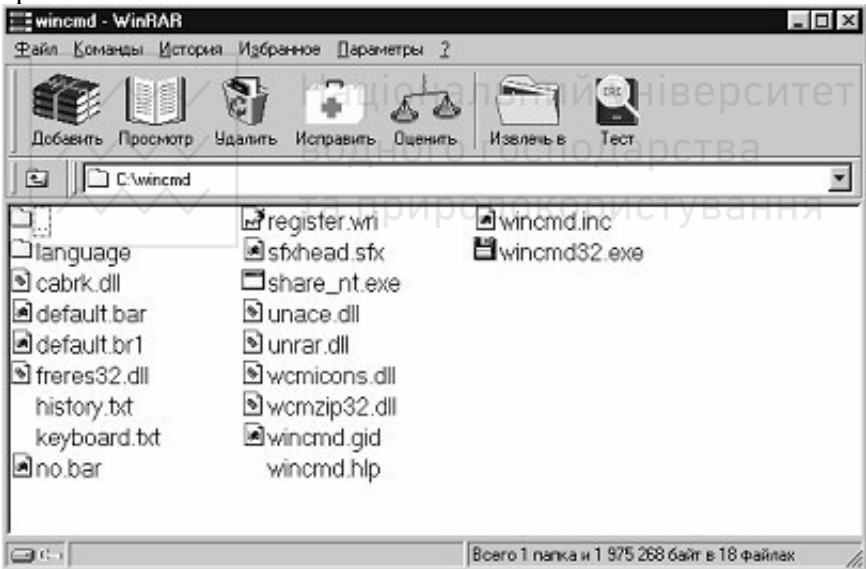 wincmd - WinRAR
Файл Команды История Избранное Параметры ?
Добавить Просмотр Удалить Исправить Оценить Извлечь в Тест
Національний університет
водного господарства
та природокористування
C:\wincmd
..
language
cabrk.dll
default.bar
default.br1
freres32.dll
history.txt
keyboard.txt
no.bar
register.wri
sfxhead.sfx
share_nt.exe
unace.dll
unrar.dll
wcmicons.dll
wcmzip32.dll
wincmd.gid
wincmd.hlp
wincmd.inc
wincmd32.exe
Всего 1 папка и 1 975 268 байт в 18 файлах